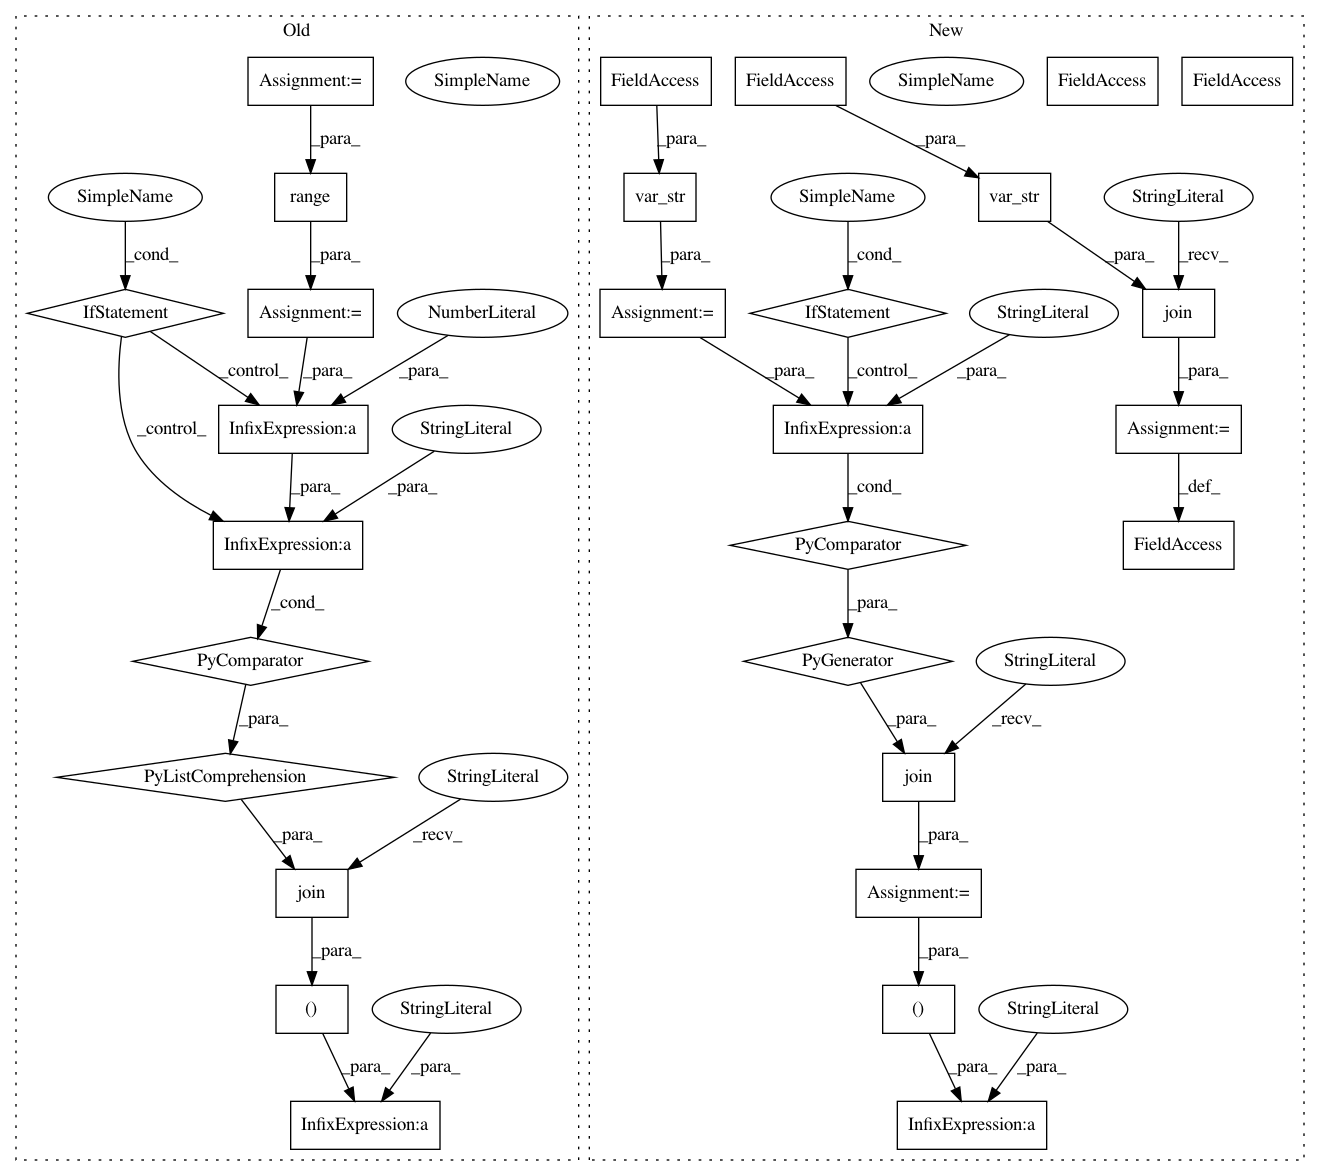 Old
New
Assignment:=
SimpleName
FieldAccess
FieldAccess
SimpleName
FieldAccess
FieldAccess
_para_
_para_
_para_
SimpleName
range
var_str
SimpleName
var_str
StringLiteral
_cond_
_para_
_para_
_cond_
_para_
_recv_
IfStatement
Assignment:=
NumberLiteral
Assignment:=
IfStatement
StringLiteral
join
_control_
_para_
_para_
_para_
_control_
_para_
_para_
_control_
InfixExpression:a
StringLiteral
InfixExpression:a
Assignment:=
_para_
_para_
_cond_
_def_
InfixExpression:a
PyComparator
FieldAccess
_cond_
_para_
PyComparator
PyGenerator
StringLiteral
_para_
_para_
_recv_
PyListComprehension
StringLiteral
join
_para_
_recv_
_para_
join
Assignment:=
_para_
_para_
()
StringLiteral
()
StringLiteral
_para_
_para_
_para_
_para_
InfixExpression:a
InfixExpression:a